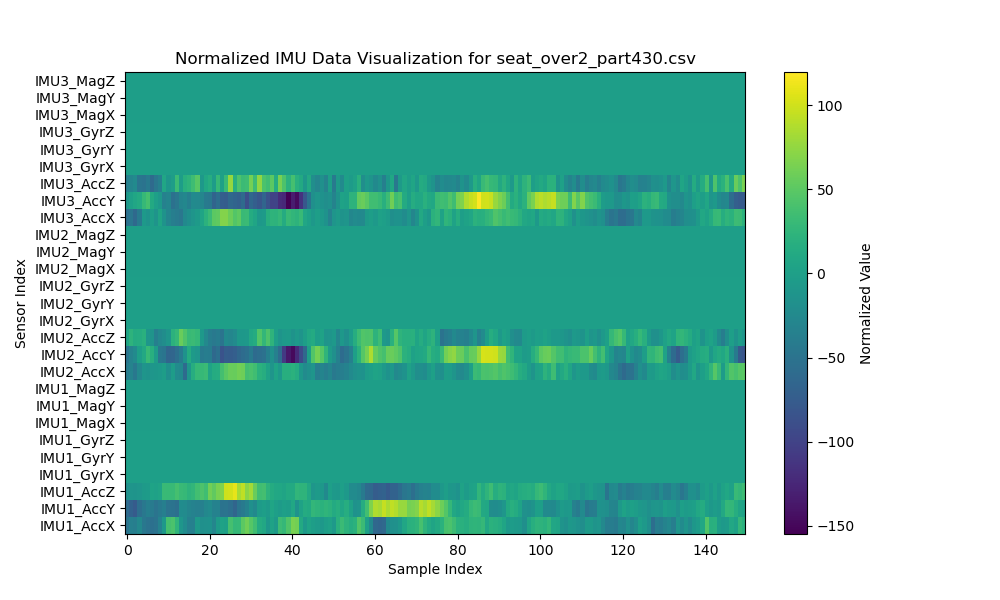 Normalized IMU Data Visualization for seat_over2_part430.csv
IMU3_MagZ
IMU3_MagY
IMU3_MagX
IMU3_GyrZ
IMU3_GyrY
IMU3_GyrX
IMU3_AccZ
IMU3_AccY
IMU3_AccX
IMU2_MagZ
IMU2_MagY
IMU2_MagX
IMU2_GyrZ
IMU2_GyrY
IMU2_GyrX
IMU2_AccZ
IMU2_AccY
IMU2_AccX
IMU1_MagZ
IMU1_MagY
IMU1_MagX
IMU1_GyrZ
IMU1_GyrY
IMU1_GyrX
IMU1_AccZ
IMU1_AccY
IMU1_AccX
Sensor Index
0 20 40 60 80 100 120 140
Sample Index
100
50
0
−50
−100
−150
Normalized Value